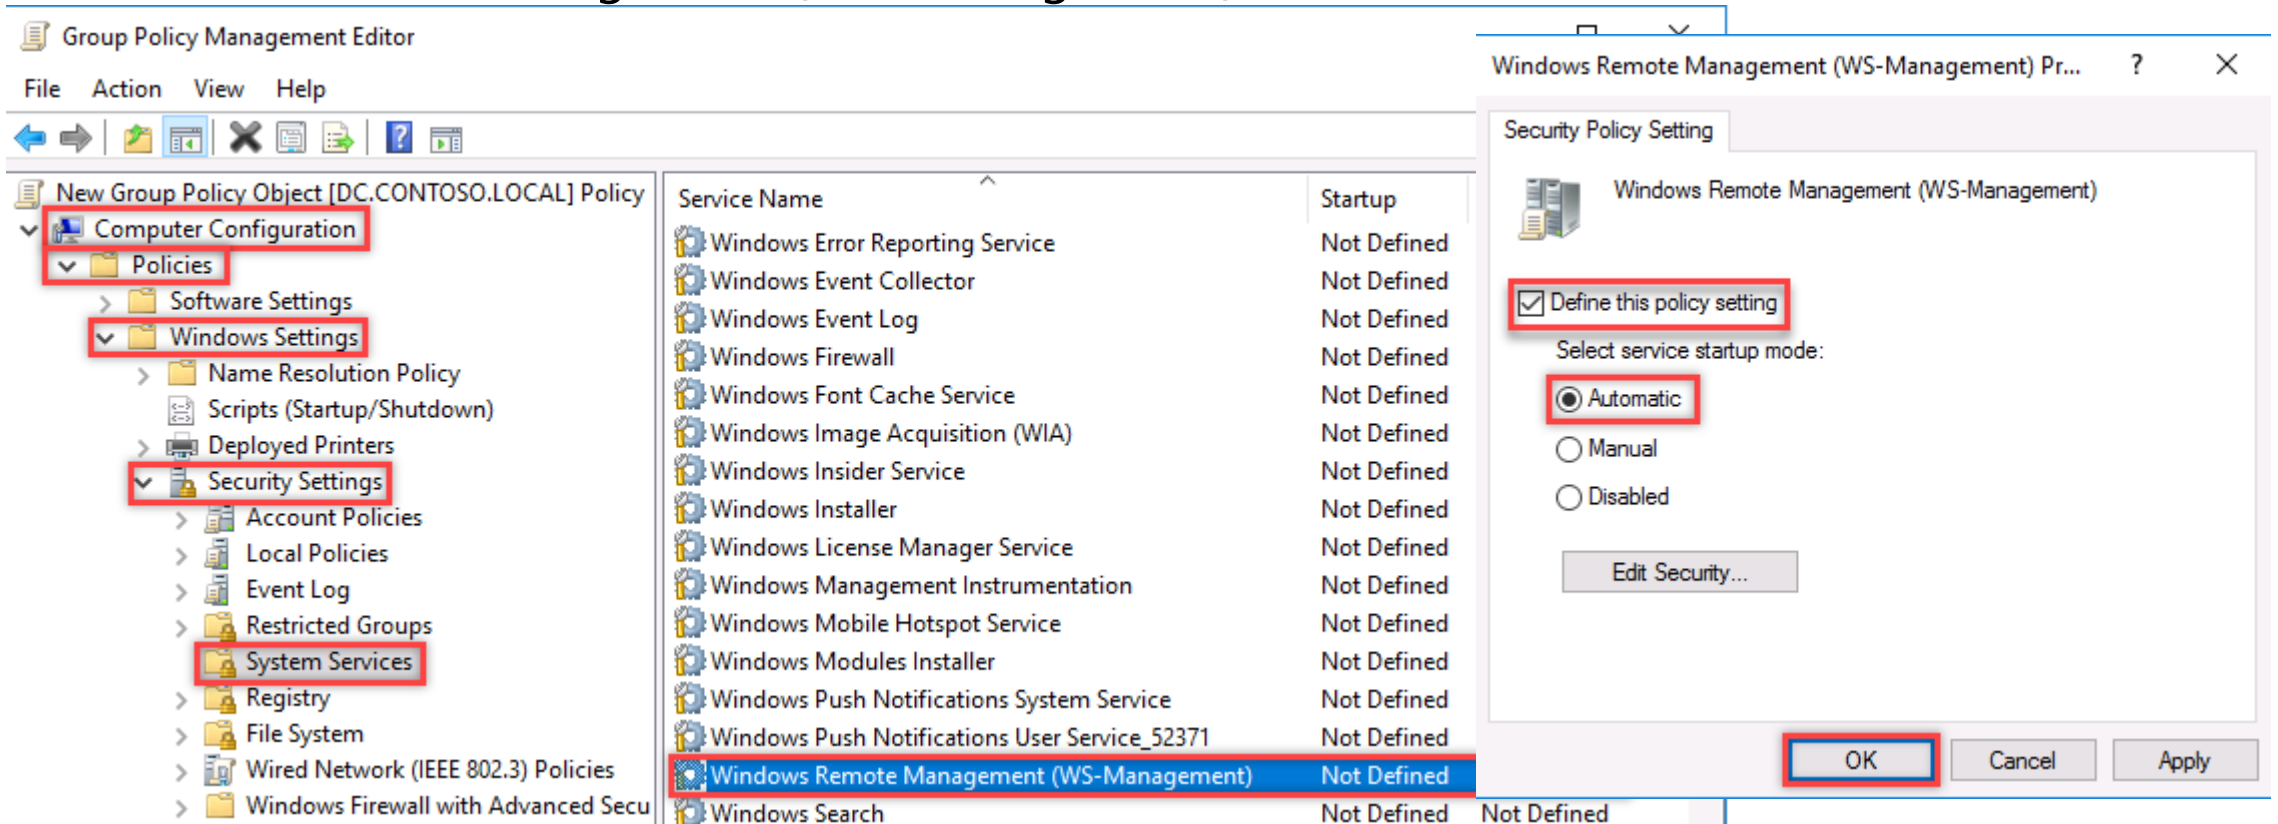 Group Policy Management Editor
File Action View Help
New Group Policy Object [DC.CONTOSO.LOCAL] Policy
Computer Configuration
Policies
Software Settings
Windows Settings
Name Resolution Policy
Scripts (Startup/Shutdown)
Deployed Printers
Security Settings
Account Policies
Local Policies
Event Log
Restricted Groups
System Services
Registry
File System
Wired Network (IEEE 802.3) Policies
Windows Firewall with Advanced Secu
Service Name Startup
Windows Error Reporting Service Not Defined
Windows Event Collector Not Defined
Windows Event Log Not Defined
Windows Firewall Not Defined
Windows Font Cache Service Not Defined
Windows Image Acquisition (WIA) Not Defined
Windows Insider Service Not Defined
Windows Installer Not Defined
Windows License Manager Service Not Defined
Windows Management Instrumentation Not Defined
Windows Mobile Hotspot Service Not Defined
Windows Modules Installer Not Defined
Windows Push Notifications System Service Not Defined
Windows Push Notifications User Service_52371 Not Defined
Windows Remote Management (WS-Management) Not Defined
Windows Search Not Defined Not Defined
Windows Remote Management (WS-Management) Pr... ?
Security Policy Setting
Windows Remote Management (WS-Management)
Define this policy setting
Select service startup mode:
Automatic
Manual
Disabled
Edit Security...
OK Cancel Apply